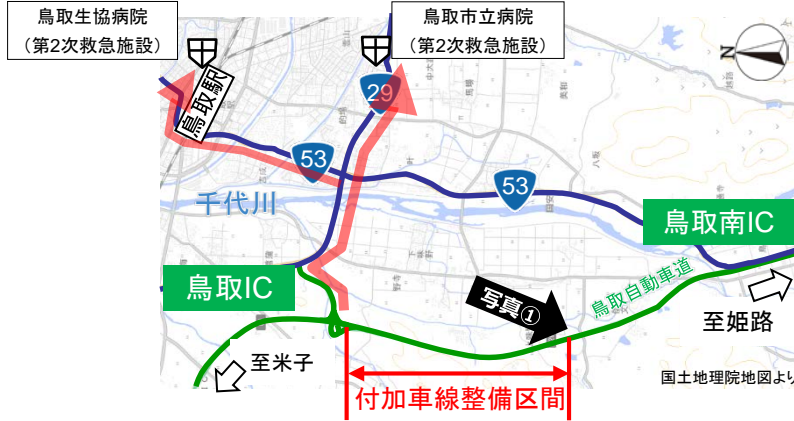 鳥取生協病院
（第2次救急施設）
鳥取市立病院
（第2次救急施設）
N
29
鳥取駅
53
53
千代川
鳥取南IC
鳥取IC
鳥取自動車道
写真①
至姫路
至米子
国土地理院地図より
付加車線整備区間